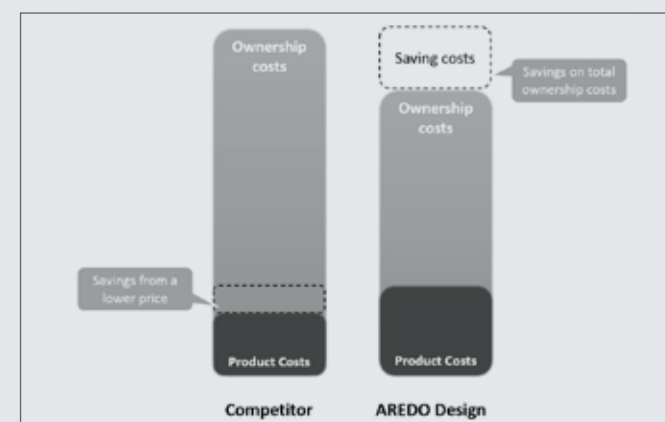 Ownership
costs
Saving costs
Savings on total
ownership costs
Ownership
costs
Savings from a
lower price
Product Costs
Product Costs
Competitor
AREDO Design